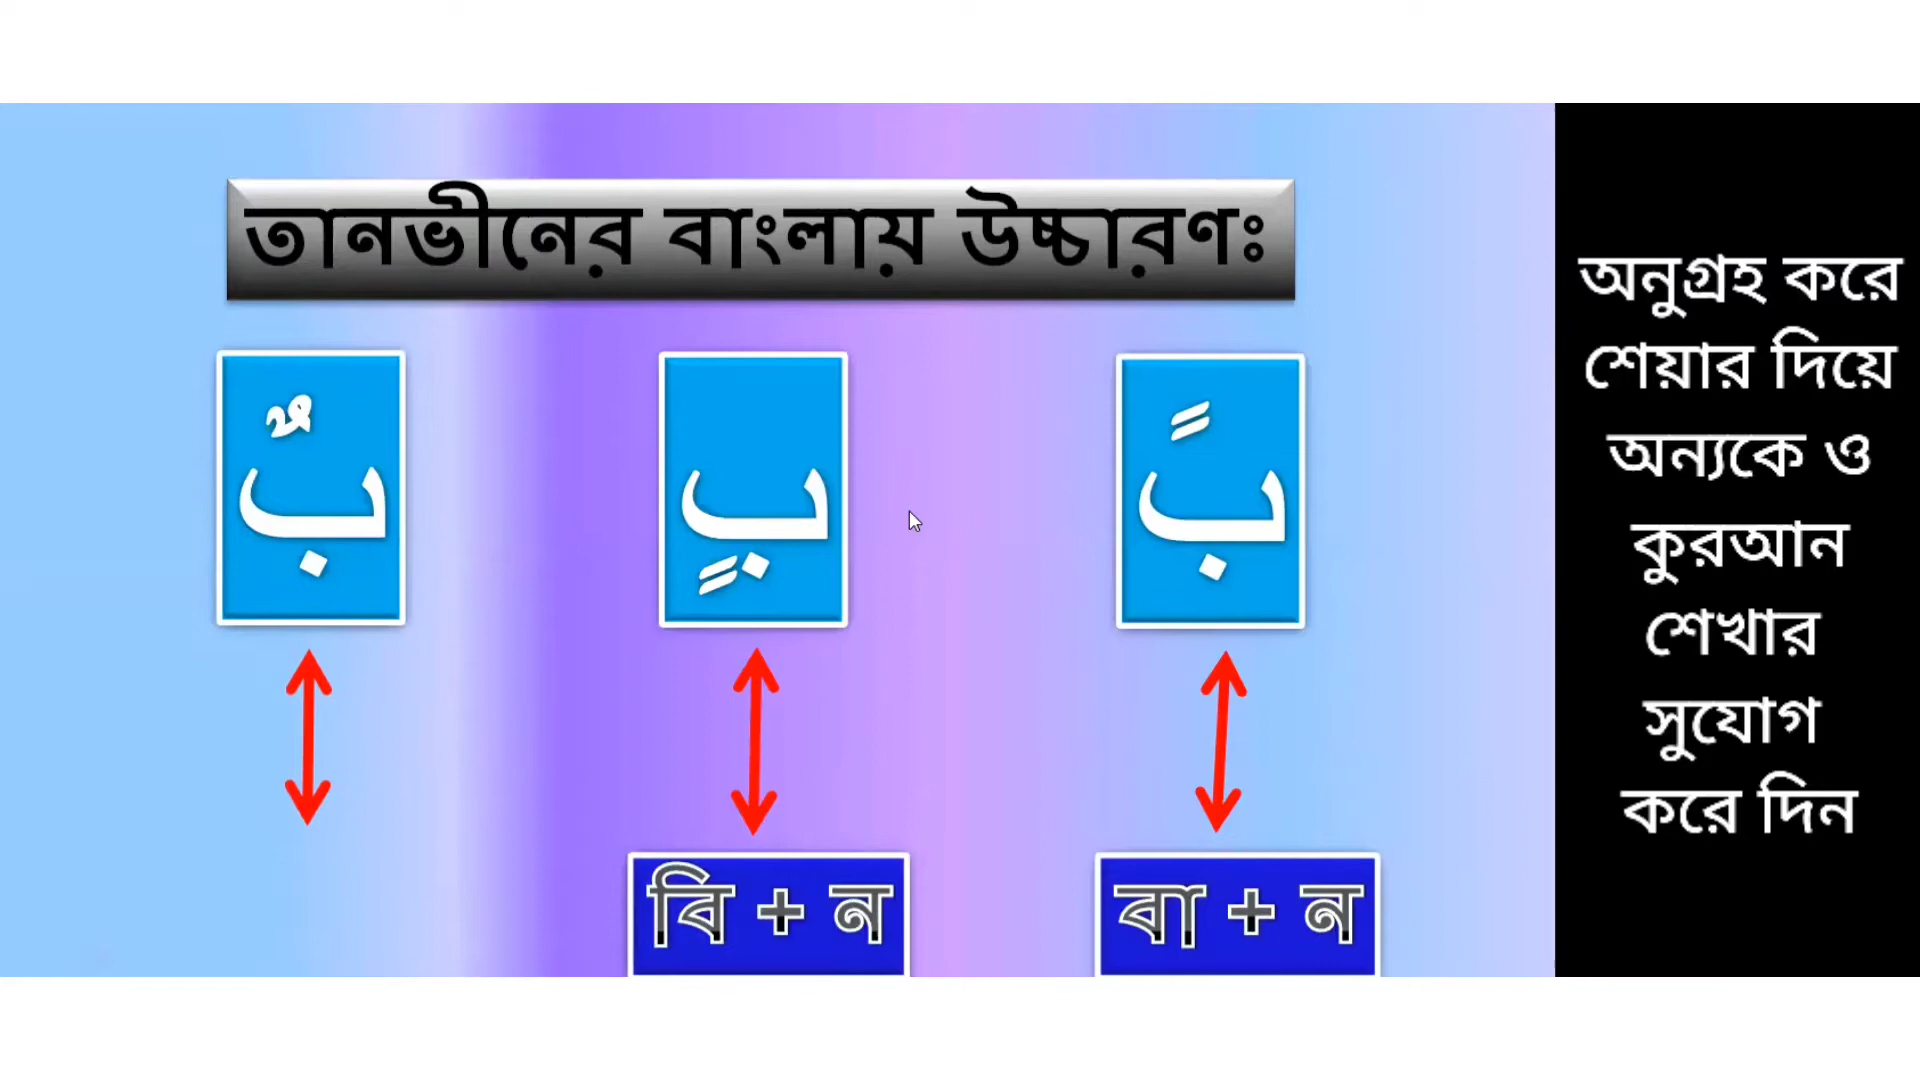 তানভীনের বাংলায় উচ্চারণঃ
بٌ بٍ بً
বি + ন
বা + ন
অনুগ্রহ করে
শেয়ার দিয়ে
অন্যকে ও
কুরআন
শেখার
সুযোগ
করে দিন